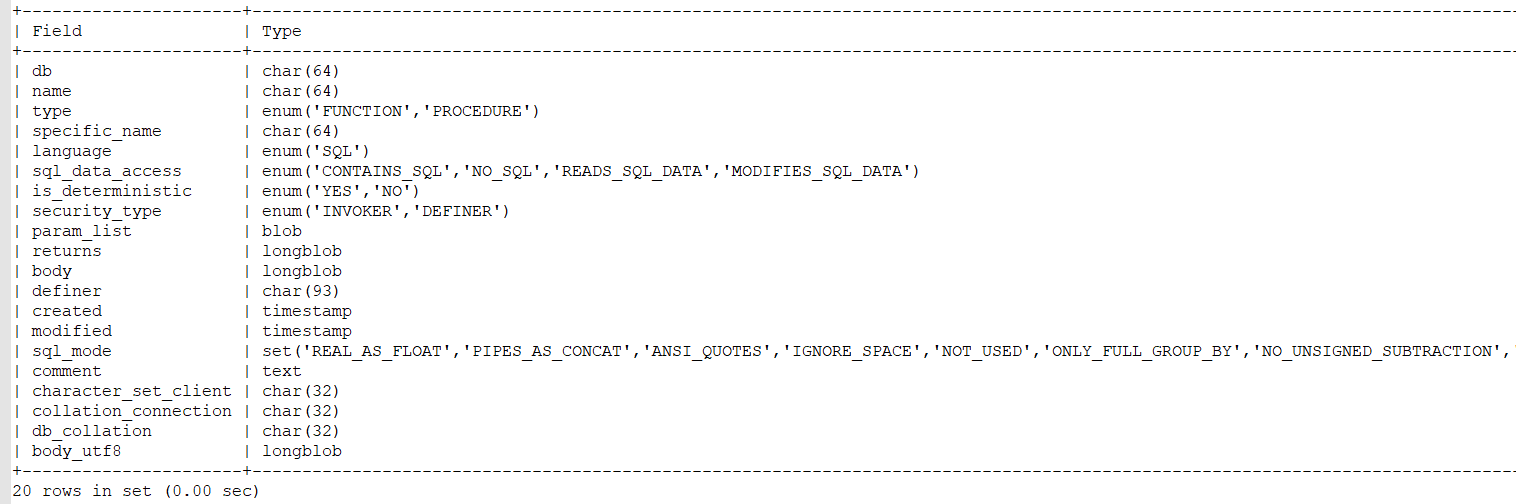 +----------------------+--------------------------------------------------------------------------------------------------------------------------------
| Field                | Type
+----------------------+--------------------------------------------------------------------------------------------------------------------------------
| db                   | char(64)
| name                 | char(64)
| type                 | enum('FUNCTION','PROCEDURE')
| specific_name        | char(64)
| language             | enum('SQL')
| sql_data_access      | enum('CONTAINS_SQL','NO_SQL','READS_SQL_DATA','MODIFIES_SQL_DATA')
| is_deterministic     | enum('YES','NO')
| security_type        | enum('INVOKER','DEFINER')
| param_list           | blob
| returns              | longblob
| body                 | longblob
| definer              | char(93)
| created              | timestamp
| modified             | timestamp
| sql_mode             | set('REAL_AS_FLOAT','PIPES_AS_CONCAT','ANSI_QUOTES','IGNORE_SPACE','NOT_USED','ONLY_FULL_GROUP_BY','NO_UNSIGNED_SUBTRACTION','
| comment              | text
| character_set_client | char(32)
| collation_connection | char(32)
| db_collation         | char(32)
| body_utf8            | longblob
+----------------------+--------------------------------------------------------------------------------------------------------------------------------
20 rows in set (0.00 sec)